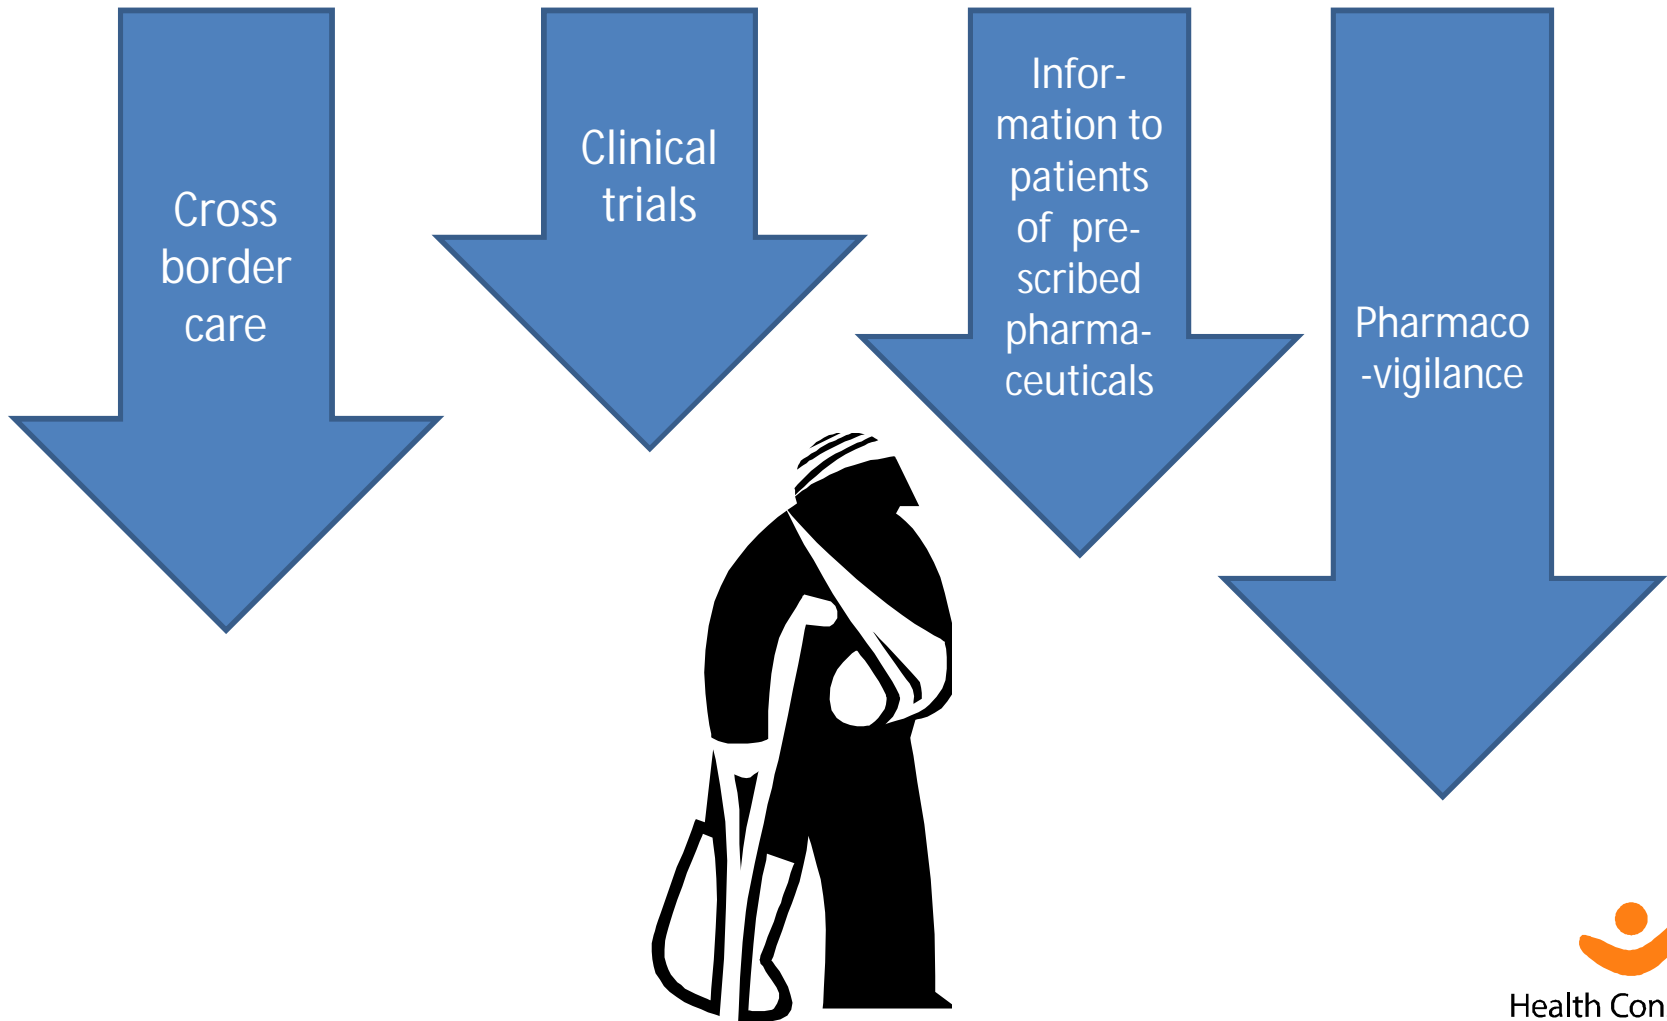 Cross
border
care
Clinical
trials
Infor-
mation to
patients
of pre-
scribed
pharma-
ceuticals
Pharmaco
-vigilance
Health Con